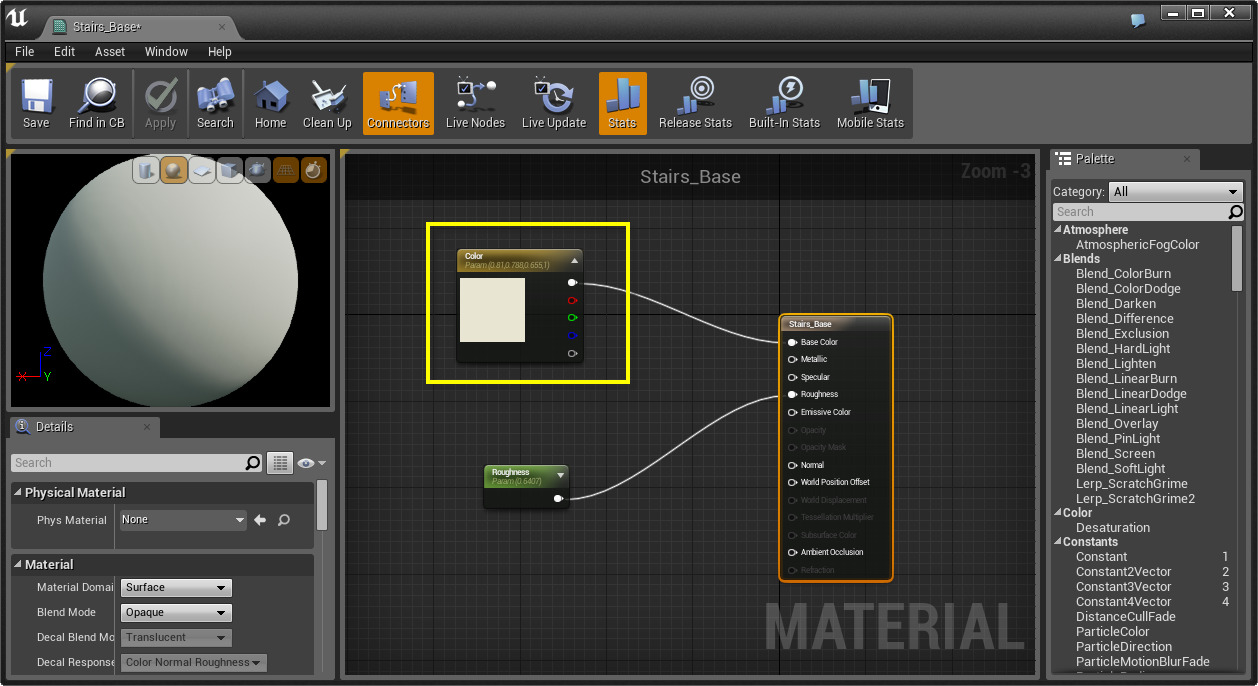 Stairs_Base*
File Edit Asset Window Help
Save Find in CB Apply Search Home Clean Up Connectors Live Nodes Live Update Stats Release Stats Built-In Stats Mobile Stats
Z
X
Y
Details
Search
Physical Material
Phys Material None
Material
Material Domai Surface
Blend Mode Opaque
Decal Blend Mo Translucent
Decal Response Color Normal Roughness
Stairs_Base
Zoom -3
Color
Param (0.81,0.788,0.655,1)
Roughness
Param (0.6407)
Stairs_Base
Base Color
Metallic
Specular
Roughness
Emissive Color
Opacity
Opacity Mask
Normal
World Position Offset
World Displacement
Tessellation Multiplier
Subsurface Color
Ambient Occlusion
Refraction
MATERIAL
Palette
Category: All
Search
Atmosphere
AtmosphericFogColor
Blends
Blend_ColorBurn
Blend_ColorDodge
Blend_Darken
Blend_Difference
Blend_Exclusion
Blend_HardLight
Blend_Lighten
Blend_LinearBurn
Blend_LinearDodge
Blend_LinearLight
Blend_Overlay
Blend_PinLight
Blend_Screen
Blend_SoftLight
Lerp_ScratchGrime
Lerp_ScratchGrime2
Color
Desaturation
Constants
Constant 1
Constant2Vector 2
Constant3Vector 3
Constant4Vector 4
DistanceCullFade
ParticleColor
ParticleDirection
ParticleMotionBlurFade